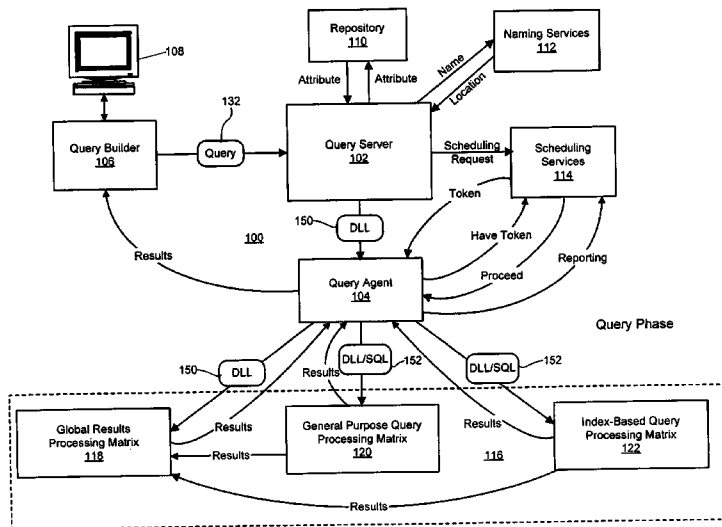 108
Repository
110
Naming Services
112
Attribute
Attribute
Name
Location
132
Query Builder
106
Query
Query Server
102
Scheduling
Request
Scheduling
Services
114
Token
150
DLL
100
Have Token
Results
Proceed
Reporting
Query Agent
104
Query Phase
150
DLL
DLL/SQL
152
DLL/SQL
152
Results
Results
Results
Global Results
Processing Matrix
118
Results
General Purpose Query
Processing Matrix
120
116
Index-Based Query
Processing Matrix
122
Results